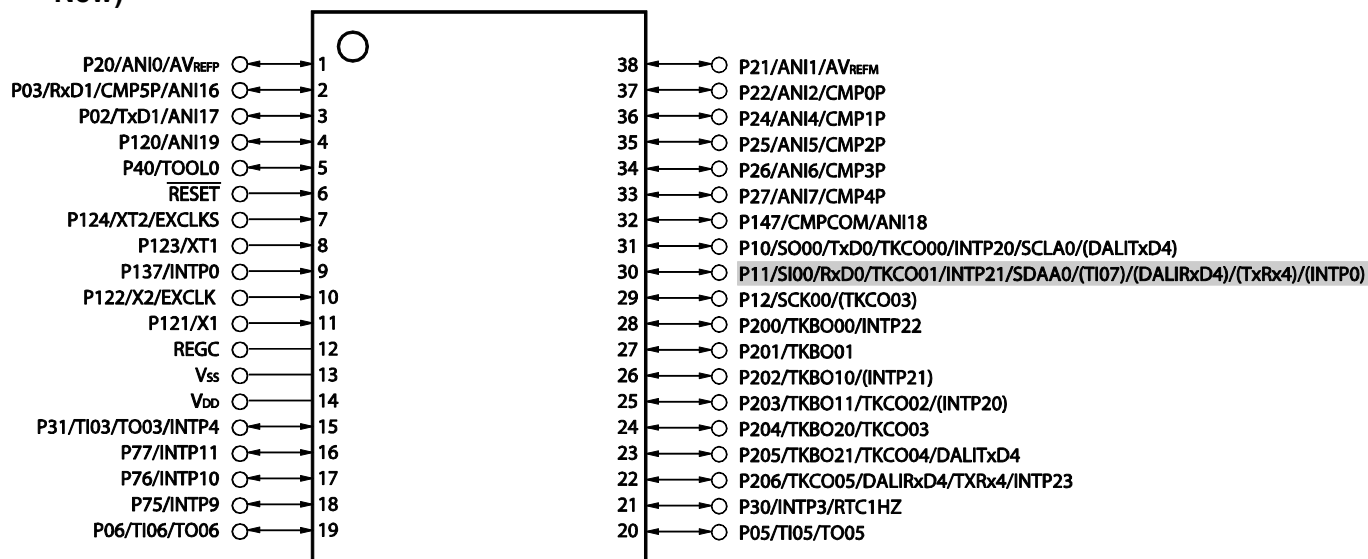 New)
P20/ANI0/AVREFP 1 38 P21/ANI1/AVREFM
P03/RxD1/CMP5P/ANI16 2 37 P22/ANI2/CMP0P
P02/TxD1/ANI17 3 36 P24/ANI4/CMP1P
P120/ANI19 4 35 P25/ANI5/CMP2P
P40/TOOL0 5 34 P26/ANI6/CMP3P
RESET 6 33 P27/ANI7/CMP4P
P124/XT2/EXCLKS 7 32 P147/CMPCOM/ANI18
P123/XT1 8 31 P10/SO00/TxD0/TKCO00/INTP20/SCLA0/(DALITxD4)
P137/INTP0 9 30 P11/SI00/RxD0/TKCO01/INTP21/SDAA0/(TI07)/(DALIRxD4)/(TxRx4)/(INTP0)
P122/X2/EXCLK 10 29 P12/SCK00/(TKCO03)
P121/X1 11 28 P200/TKBO00/INTP22
REGC 12 27 P201/TKBO01
Vss 13 26 P202/TKBO10/(INTP21)
VDD 14 25 P203/TKBO11/TKCO02/(INTP20)
P31/TI03/TO03/INTP4 15 24 P204/TKBO20/TKCO03
P77/INTP11 16 23 P205/TKBO21/TKCO04/DALITxD4
P76/INTP10 17 22 P206/TKCO05/DALIRxD4/TXRx4/INTP23
P75/INTP9 18 21 P30/INTP3/RTC1HZ
P06/TI06/TO06 19 20 P05/TI05/TO05